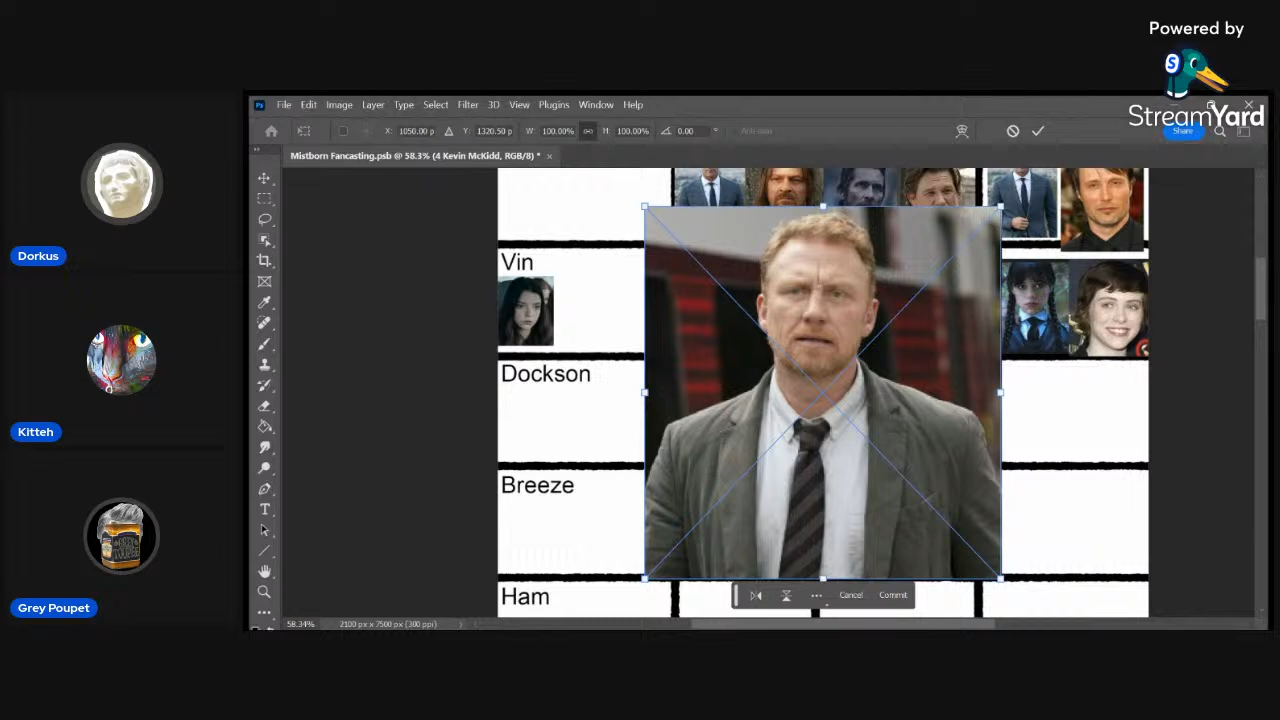 Powered by
StreamYard
Ps File Edit Image Layer Type Select Filter 3D View Plugins Window Help
X: 1050.00 p Y: 1320.50 p W: 100.00% H: 100.00% 0.00 °
Share
Mistborn Fancasting.psb @ 58.3% (4 Kevin McKidd, RGB/8) * ×
Dorkus
Kitteh
Grey Poupet
Vin
Dockson
Breeze
Ham
Cancel Commit
58.34% 2100 px x 7500 px (300 ppi)